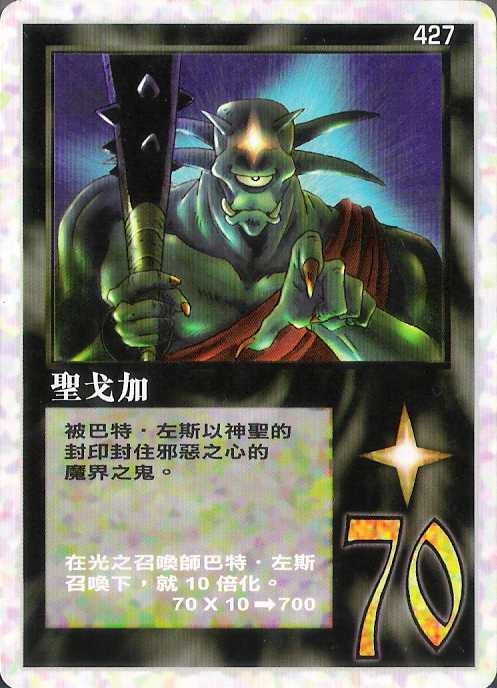 427
聖戈加
被巴特·左斯以神聖的
封印封住邪惡之心的
魔界之鬼。
在光之召喚師巴特·左斯
召喚下，就10倍化。
70 X 10➡700
70